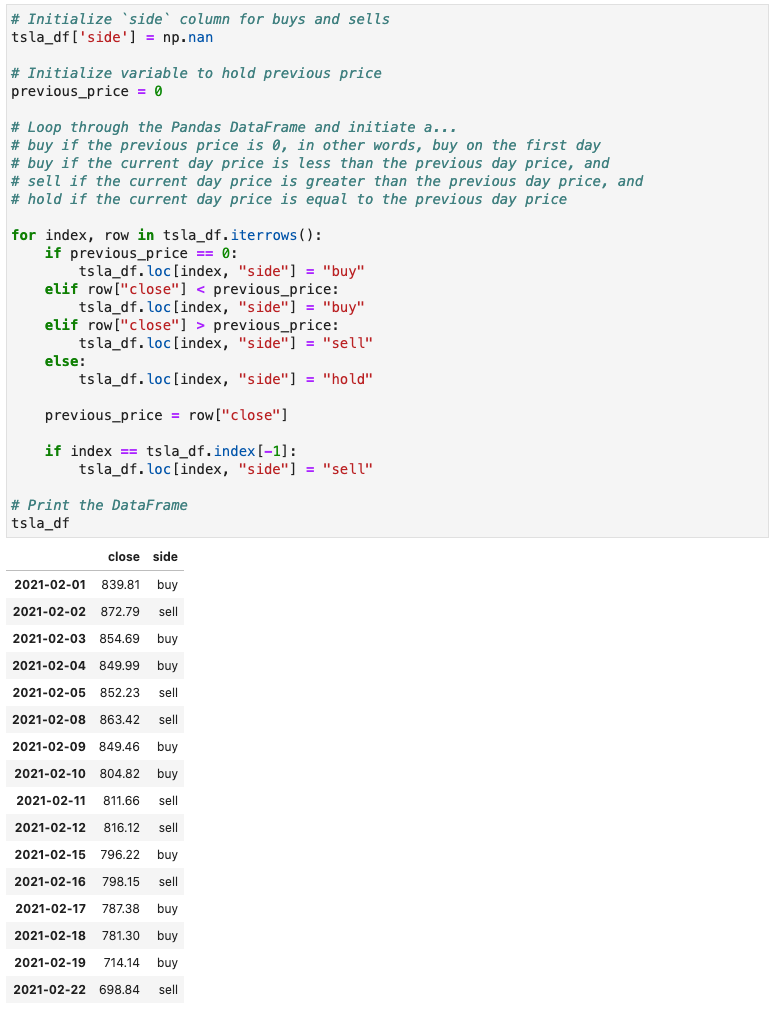 # Initialize `side` column for buys and sells
tsla_df['side'] = np.nan
# Initialize variable to hold previous price
previous_price = 0
# Loop through the Pandas DataFrame and initiate a...
# buy if the previous price is 0, in other words, buy on the first day
# buy if the current day price is less than the previous day price, and
# sell if the current day price is greater than the previous day price, and
# hold if the current day price is equal to the previous day price
for index, row in tsla_df.iterrows():
    if previous_price == 0:
        tsla_df.loc[index, "side"] = "buy"
    elif row["close"] < previous_price:
        tsla_df.loc[index, "side"] = "buy"
    elif row["close"] > previous_price:
        tsla_df.loc[index, "side"] = "sell"
    else:
        tsla_df.loc[index, "side"] = "hold"
    previous_price = row["close"]
    if index == tsla_df.index[-1]:
        tsla_df.loc[index, "side"] = "sell"
# Print the DataFrame
tsla_df
close side
2021-02-01 839.81 buy
2021-02-02 872.79 sell
2021-02-03 854.69 buy
2021-02-04 849.99 buy
2021-02-05 852.23 sell
2021-02-08 863.42 sell
2021-02-09 849.46 buy
2021-02-10 804.82 buy
2021-02-11 811.66 sell
2021-02-12 816.12 sell
2021-02-15 796.22 buy
2021-02-16 798.15 sell
2021-02-17 787.38 buy
2021-02-18 781.30 buy
2021-02-19 714.14 buy
2021-02-22 698.84 sell